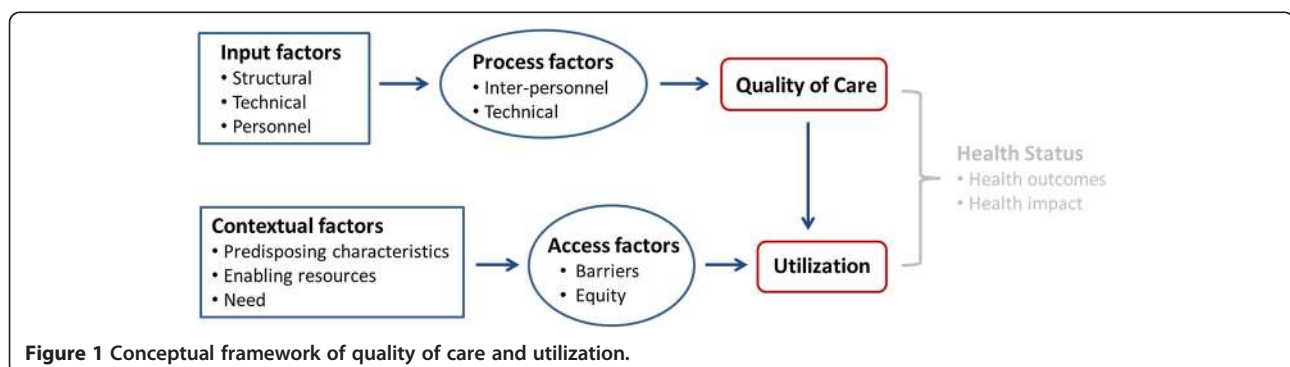 Input factors
• Structural
• Technical
• Personnel
Process factors
• Inter-personnel
• Technical
Quality of Care
Health Status
• Health outcomes
• Health impact
Contextual factors
• Predisposing characteristics
• Enabling resources
• Need
Access factors
• Barriers
• Equity
Utilization
Figure 1 Conceptual framework of quality of care and utilization.